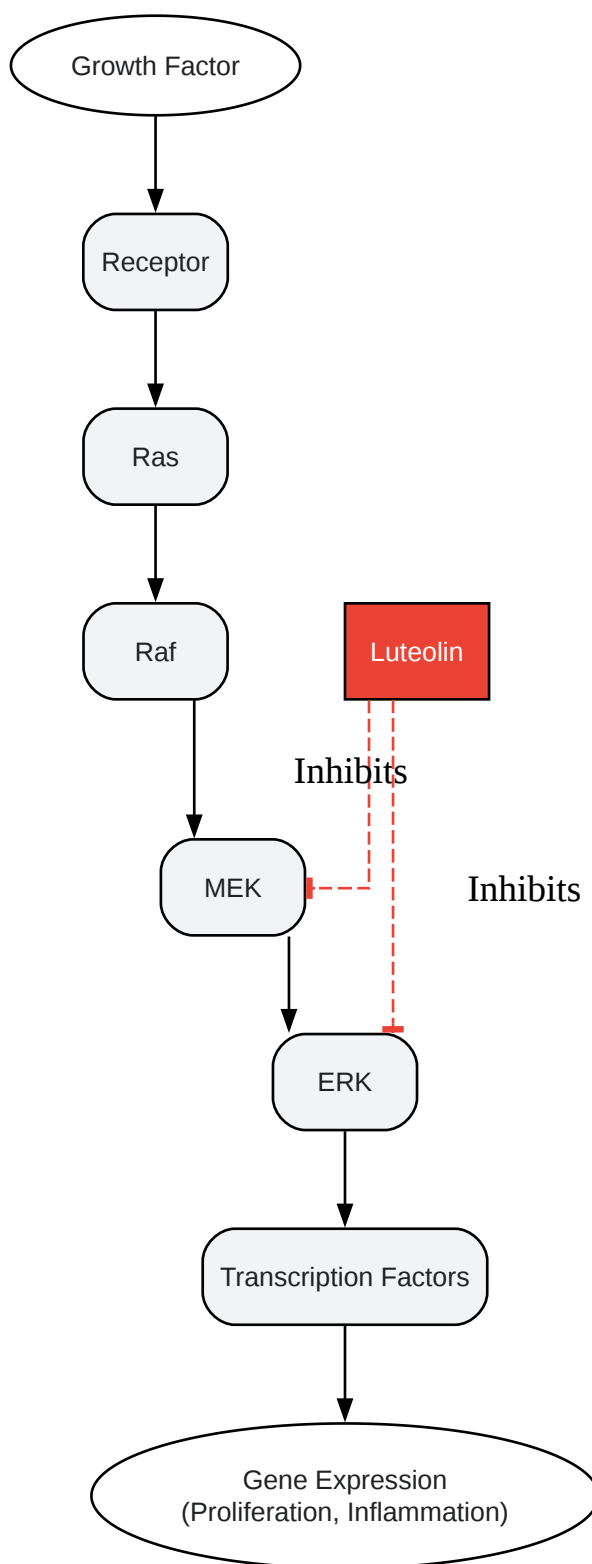 Growth Factor
Receptor
Ras
Raf
Luteolin
Inhibits
MEK
Inhibits
ERK
Transcription Factors
Gene Expression
(Proliferation, Inflammation)